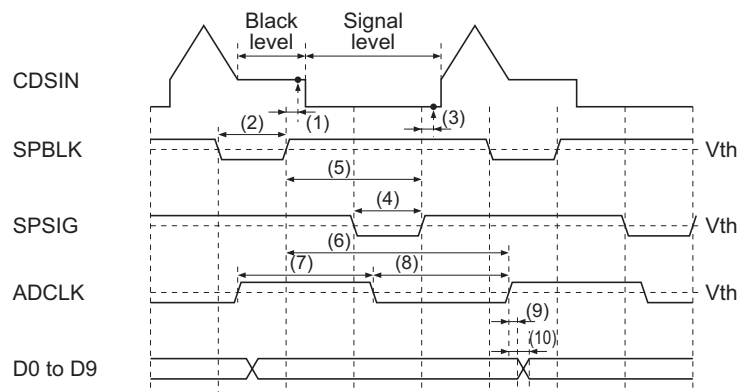 Black level
Signal level
CDSIN
(1)
(3)
(2)
SPBLK
Vth
(5)
(4)
SPSIG
Vth
(6)
(7)
(8)
ADCLK
Vth
(9)
(10)
D0 to D9